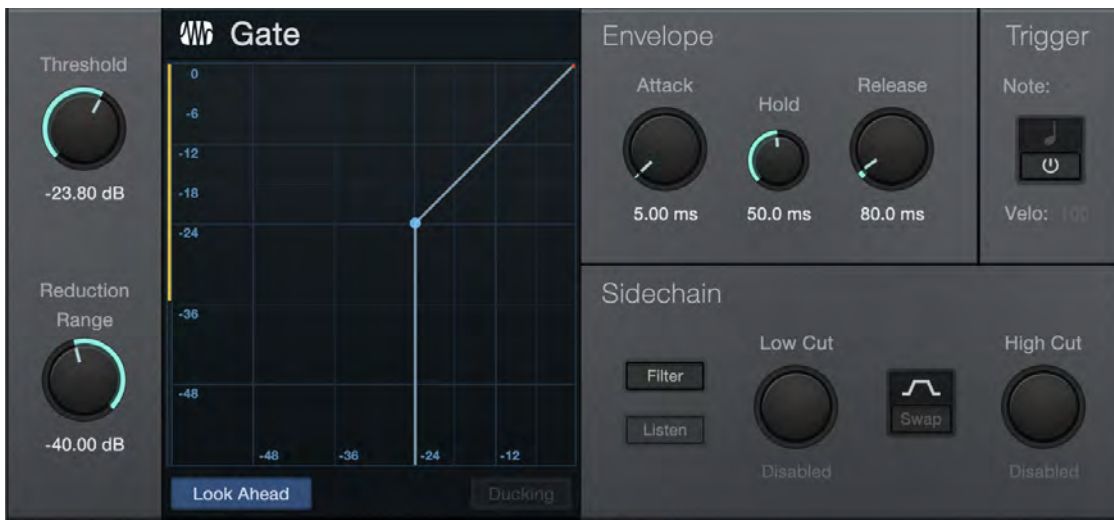 Gate
Threshold
-23.80 dB
Reduction
Range
-40.00 dB
0
-6
-12
-18
-24
-36
-48
-48
-36
-24
-12
Look Ahead
Ducking
Envelope
Attack
Hold
Release
5.00 ms
50.0 ms
80.0 ms
Trigger
Note:
-
Velo: 100
Sidechain
Filter
Listen
Low Cut
Disabled
Swap
High Cut
Disabled